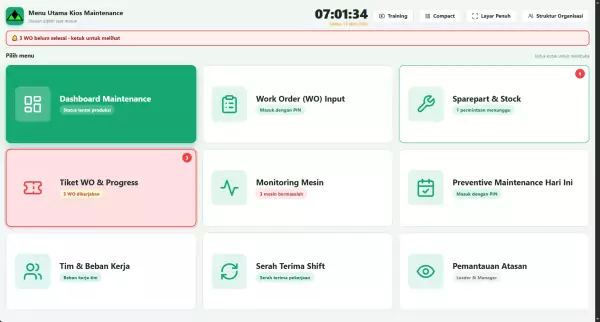 Menu Utama Kios Maintenance
07:01:34
Training
Compact
Layar Penuh
Struktur Organisasi
3 WO belum selesai - ketuk untuk melihat
Pilih menu
Dashboard Maintenance
Status lantai produksi
Work Order (WO) Input
Masuk dengan PIN
1
Sparepart & Stock
1 permintaan menunggu
3
Tiket WO & Progress
3 WO dikerjakan
Monitoring Mesin
3 mesin bermasalah
Preventive Maintenance Hari Ini
Masuk dengan PIN
Tim & Beban Kerja
Beban kerja tim
Serah Terima Shift
Serah terima pekerjaan
Pemantauan Atasan
Leader & Manager